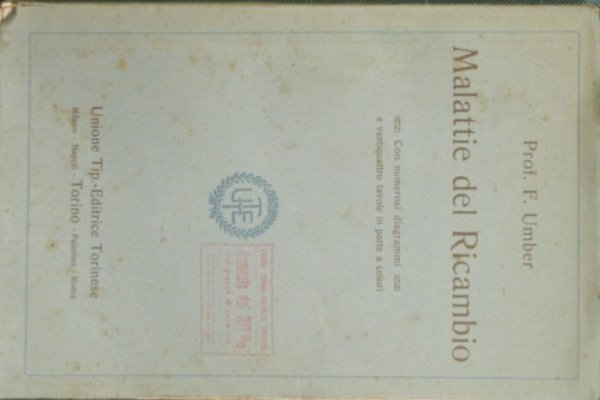 Prof. F. Umber
Malattie del Ricambio
Con numerosi diagrammi
e ventiquattro tavole in parte a colori
UTE
Unione Tip.-Editrice Torinese
Milano - Napoli - Torino - Palermo - Roma